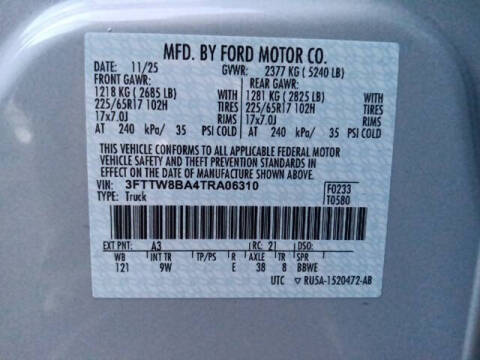 MFD. BY FORD MOTOR CO.
DATE: 11/25 GVWR: 2377 KG ( 5240 LB)
FRONT GAWR: REAR GAWR:
1218 KG ( 2685 LB) WITH 1281 KG ( 2825 LB) WITH
225/65R17 102H TIRES 225/65R17 102H TIRES
17x7.0J RIMS 17x7.0J RIMS
AT 240 kPa/ 35 PSI COLD AT 240 kPa/ 35 PSI COLD
THIS VEHICLE CONFORMS TO ALL APPLICABLE FEDERAL MOTOR
VEHICLE SAFETY AND THEFT PREVENTION STANDARDS IN
EFFECT ON THE DATE OF MANUFACTURE SHOWN ABOVE.
VIN: 3FTTW8BA4TRA06310 F0233
TYPE: Truck T0580
EXT PNT: A3 RC: 21 DSO:
WB INT TR TP/PS R AXLE TR SPR
121 9W E 38 8 BBWE
UTC RU5A-1520472-AB